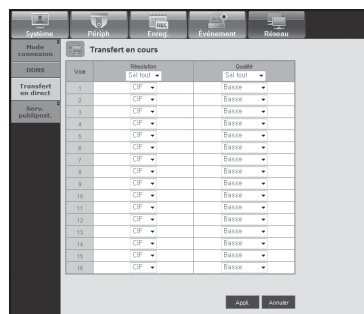 Système Périph Enreg. Événement Réseau
REC
Mode connexion
DDNS
Transfert en direct
Serv. publipost.
Transfert en cours
Voie Résolution Qualité
Sél tout Sél tout
1 CIF Basse
2 CIF Basse
3 CIF Basse
4 CIF Basse
5 CIF Basse
6 CIF Basse
7 CIF Basse
8 CIF Basse
9 CIF Basse
10 CIF Basse
11 CIF Basse
12 CIF Basse
13 CIF Basse
14 CIF Basse
15 CIF Basse
16 CIF Basse
Appli. Annuler